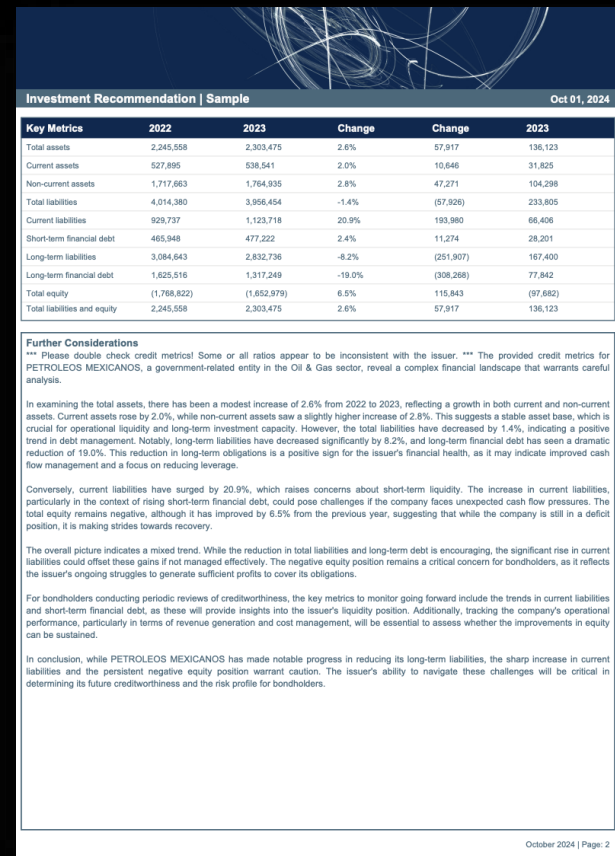 Investment Recommendation | Sample Oct 01, 2024
Key Metrics 2022 2023 Change Change 2023
Total assets 2,245,558 2,303,475 2.6% 57,917 136,123
Current assets 527,895 538,541 2.0% 10,646 31,825
Non-current assets 1,717,663 1,764,935 2.8% 47,271 104,298
Total liabilities 4,014,380 3,956,454 -1.4% (57,926) 233,805
Current liabilities 929,737 1,123,718 20.9% 193,980 66,406
Short-term financial debt 465,948 477,222 2.4% 11,274 28,201
Long-term liabilities 3,084,643 2,832,736 -8.2% (251,907) 167,400
Long-term financial debt 1,625,516 1,317,249 -19.0% (308,268) 77,842
Total equity (1,768,822) (1,652,979) 6.5% 115,843 (97,682)
Total liabilities and equity 2,245,558 2,303,475 2.6% 57,917 136,123
Further Considerations
*** Please double check credit metrics! Some or all ratios appear to be inconsistent with the issuer. *** The provided credit metrics for
PETROLEOS MEXICANOS, a government-related entity in the Oil & Gas sector, reveal a complex financial landscape that warrants careful
analysis.
In examining the total assets, there has been a modest increase of 2.6% from 2022 to 2023, reflecting a growth in both current and non-current
assets. Current assets rose by 2.0%, while non-current assets saw a slightly higher increase of 2.8%. This suggests a stable asset base, which is
crucial for operational liquidity and long-term investment capacity. However, the total liabilities have decreased by 1.4%, indicating a positive
trend in debt management. Notably, long-term liabilities have decreased significantly by 8.2%, and long-term financial debt has seen a dramatic
reduction of 19.0%. This reduction in long-term obligations is a positive sign for the issuer's financial health, as it may indicate improved cash
flow management and a focus on reducing leverage.
Conversely, current liabilities have surged by 20.9%, which raises concerns about short-term liquidity. The increase in current liabilities,
particularly in the context of rising short-term financial debt, could pose challenges if the company faces unexpected cash flow pressures. The
total equity remains negative, although it has improved by 6.5% from the previous year, suggesting that while the company is still in a deficit
position, it is making strides towards recovery.
The overall picture indicates a mixed trend. While the reduction in total liabilities and long-term debt is encouraging, the significant rise in current
liabilities could offset these gains if not managed effectively. The negative equity position remains a critical concern for bondholders, as it reflects
the issuer's ongoing struggles to generate sufficient profits to cover its obligations.
For bondholders conducting periodic reviews of creditworthiness, the key metrics to monitor going forward include the trends in current liabilities
and short-term financial debt, as these will provide insights into the issuer's liquidity position. Additionally, tracking the company's operational
performance, particularly in terms of revenue generation and cost management, will be essential to assess whether the improvements in equity
can be sustained.
In conclusion, while PETROLEOS MEXICANOS has made notable progress in reducing its long-term liabilities, the sharp increase in current
liabilities and the persistent negative equity position warrant caution. The issuer's ability to navigate these challenges will be critical in
determining its future creditworthiness and the risk profile for bondholders.
October 2024 | Page: 2